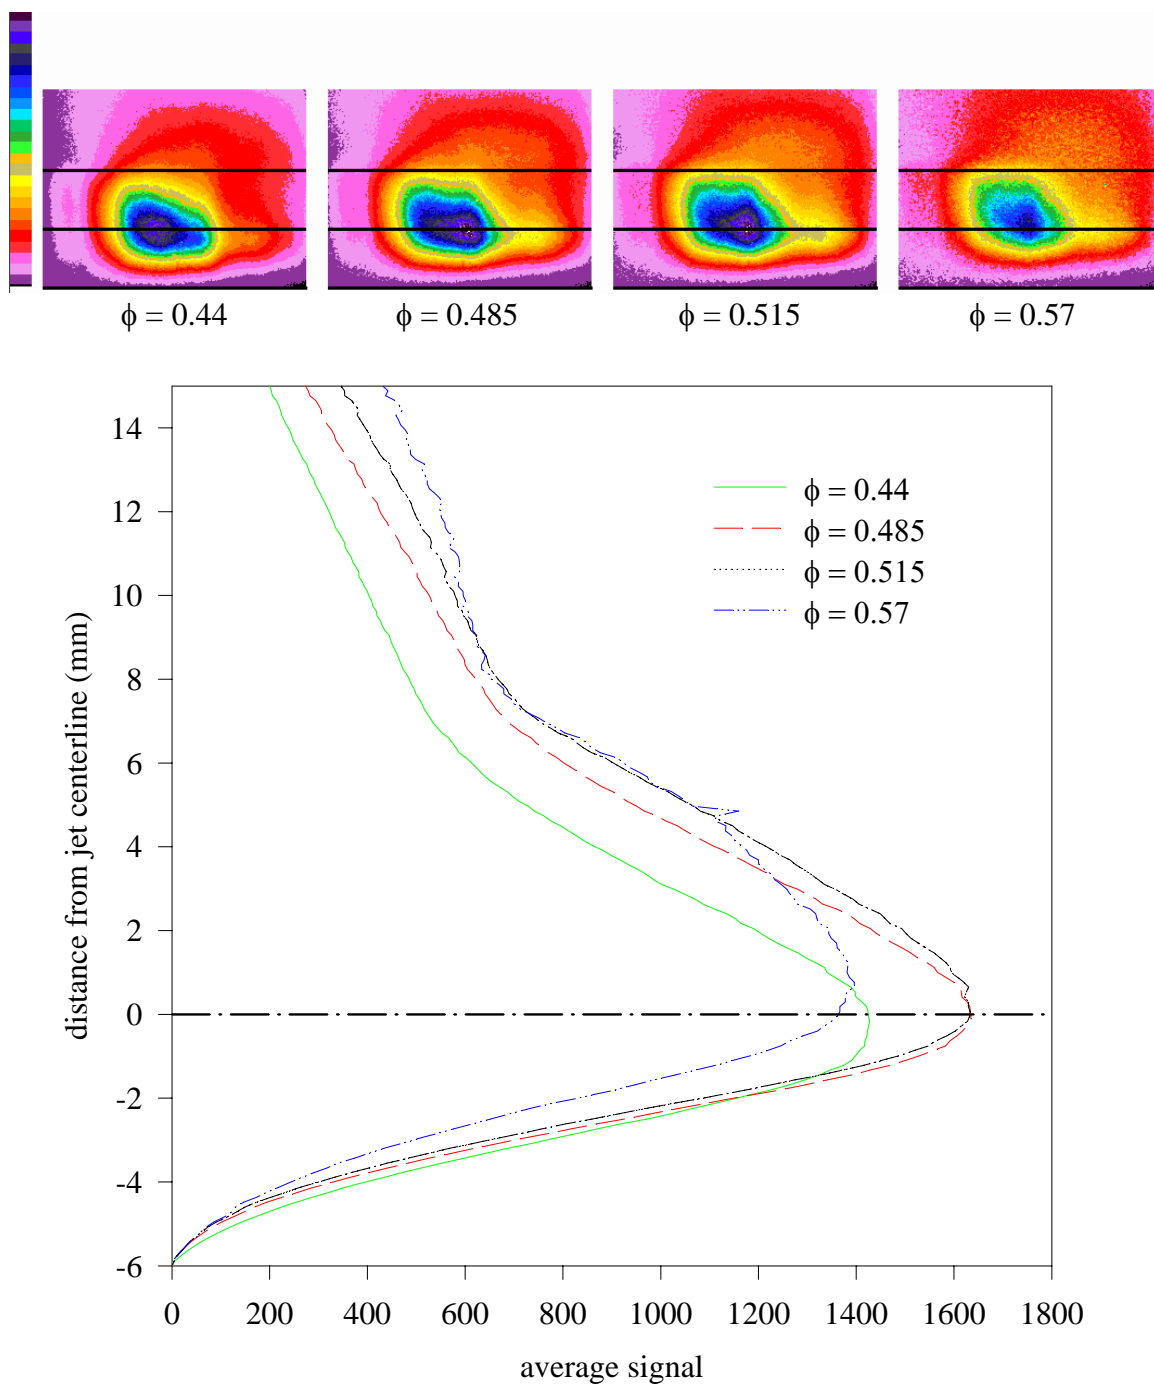 ϕ = 0.44
ϕ = 0.485
ϕ = 0.515
ϕ = 0.57
14
12
10
8
6
4
2
0
-2
-4
-6
distance from jet centerline (mm)
ϕ = 0.44
ϕ = 0.485
ϕ = 0.515
ϕ = 0.57
0 200 400 600 800 1000 1200 1400 1600 1800
average signal